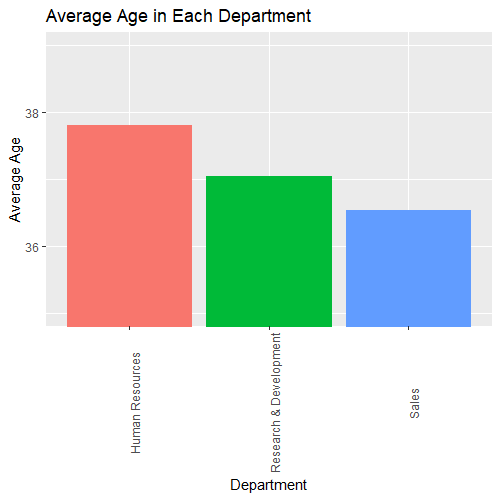 Average Age in Each Department
Average Age
38
36
Human Resources
Research & Development
Sales
Department